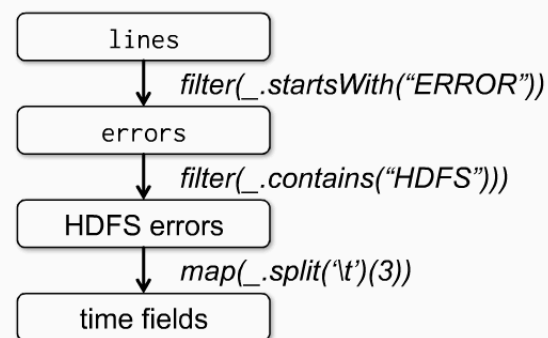 lines
filter(_.startsWith(“ERROR”))
errors
filter(_.contains(“HDFS”)))
HDFS errors
map(_.split(‘\t’)(3))
time fields